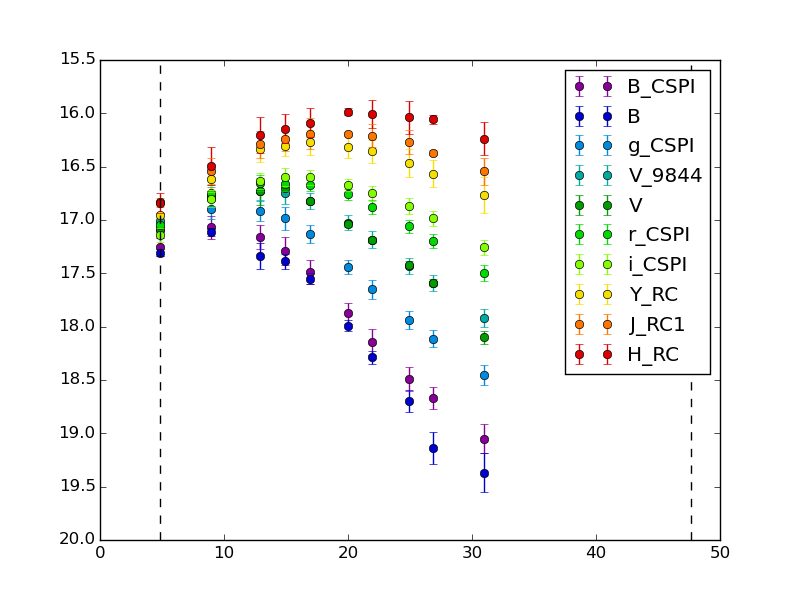 15.5
16.0
16.5
17.0
17.5
18.0
18.5
19.0
19.5
20.0
0 10 20 30 40 50
B_CSPI
B
g_CSPI
V_9844
V
r_CSPI
i_CSPI
Y_RC
J_RC1
H_RC